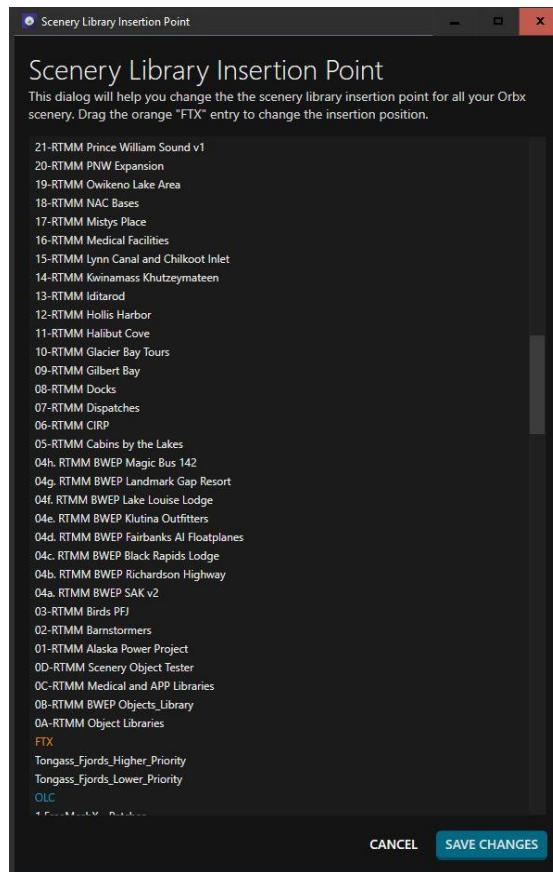 Scenery Library Insertion Point
Scenery Library Insertion Point
This dialog will help you change the the scenery library insertion point for all your Orbx
scenery. Drag the orange "FTX" entry to change the insertion position.
21-RTMM Prince William Sound v1
20-RTMM PNW Expansion
19-RTMM Owikeno Lake Area
18-RTMM NAC Bases
17-RTMM Mistys Place
16-RTMM Medical Facilities
15-RTMM Lynn Canal and Chilkoot Inlet
14-RTMM Kwinamass Khutzeymateen
13-RTMM Iditarod
12-RTMM Hollis Harbor
11-RTMM Halibut Cove
10-RTMM Glacier Bay Tours
09-RTMM Gilbert Bay
08-RTMM Docks
07-RTMM Dispatches
06-RTMM CIRP
05-RTMM Cabins by the Lakes
04h. RTMM BWEP Magic Bus 142
04g. RTMM BWEP Landmark Gap Resort
04f. RTMM BWEP Lake Louise Lodge
04e. RTMM BWEP Klutina Outfitters
04d. RTMM BWEP Fairbanks AI Floatplanes
04c. RTMM BWEP Black Rapids Lodge
04b. RTMM BWEP Richardson Highway
04a. RTMM BWEP SAK v2
03-RTMM Birds PFJ
02-RTMM Barnstormers
01-RTMM Alaska Power Project
0D-RTMM Scenery Object Tester
0C-RTMM Medical and APP Libraries
0B-RTMM BWEP Objects_Library
0A-RTMM Object Libraries
FTX
Tongass_Fjords_Higher_Priority
Tongass_Fjords_Lower_Priority
OLC
CANCEL SAVE CHANGES